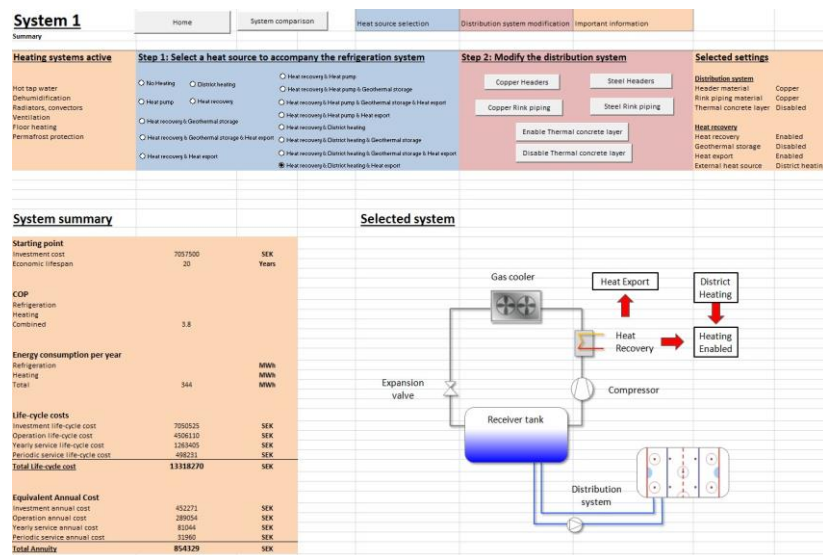 System 1
Home
System comparison
Heat source selection
Distribution system modification
Important information
Summary
Heating systems active
Hot tap water
Dehumidification
Radiators, convectors
Ventilation
Floor heating
Permafrost protection
Step 1: Select a heat source to accompany the refrigeration system
No Heating
District heating
Heat pump
Heat recovery
Heat recovery & Geothermal storage
Heat recovery & Geothermal storage & Heat export
Heat recovery & Heat export
Heat recovery & Heat pump
Heat recovery & Heat pump & Geothermal storage
Heat recovery & Heat pump & Geothermal storage & Heat export
Heat recovery & Heat pump & Heat export
Heat recovery & District heating
Heat recovery & District heating & Geothermal storage
Heat recovery & District heating & Geothermal storage & Heat export
Heat recovery & District heating & Heat export
Step 2: Modify the distribution system
Copper Headers
Steel Headers
Copper Rink piping
Steel Rink piping
Enable Thermal concrete layer
Disable Thermal concrete layer
Selected settings
Distribution system
Header material Copper
Rink piping material Copper
Thermal concrete layer Disabled
Heat recovery
Heat recovery Enabled
Geothermal storage Disabled
Heat export Enabled
External heat source District heatin
System summary
Starting point
Investment cost 7057500 SEK
Economic lifespan 20 Years
COP
Refrigeration
Heating
Combined 3.8
Energy consumption per year
Refrigeration MWh
Heating MWh
Total 344 MWh
Life-cycle costs
Investment life-cycle cost 7050525 SEK
Operation life-cycle cost 4506110 SEK
Yearly service life-cycle cost 1263405 SEK
Periodic service life-cycle cost 498231 SEK
Total Life-cycle cost 13318270 SEK
Equivalent Annual Cost
Investment annual cost 452271 SEK
Operation annual cost 289054 SEK
Yearly service annual cost 81044 SEK
Periodic service annual cost 31960 SEK
Total Annuity 854329 SEK
Selected system
Gas cooler
Heat Export
District
Heating
Heat
Recovery
Heating
Enabled
Expansion
valve
Compressor
Receiver tank
Distribution
system